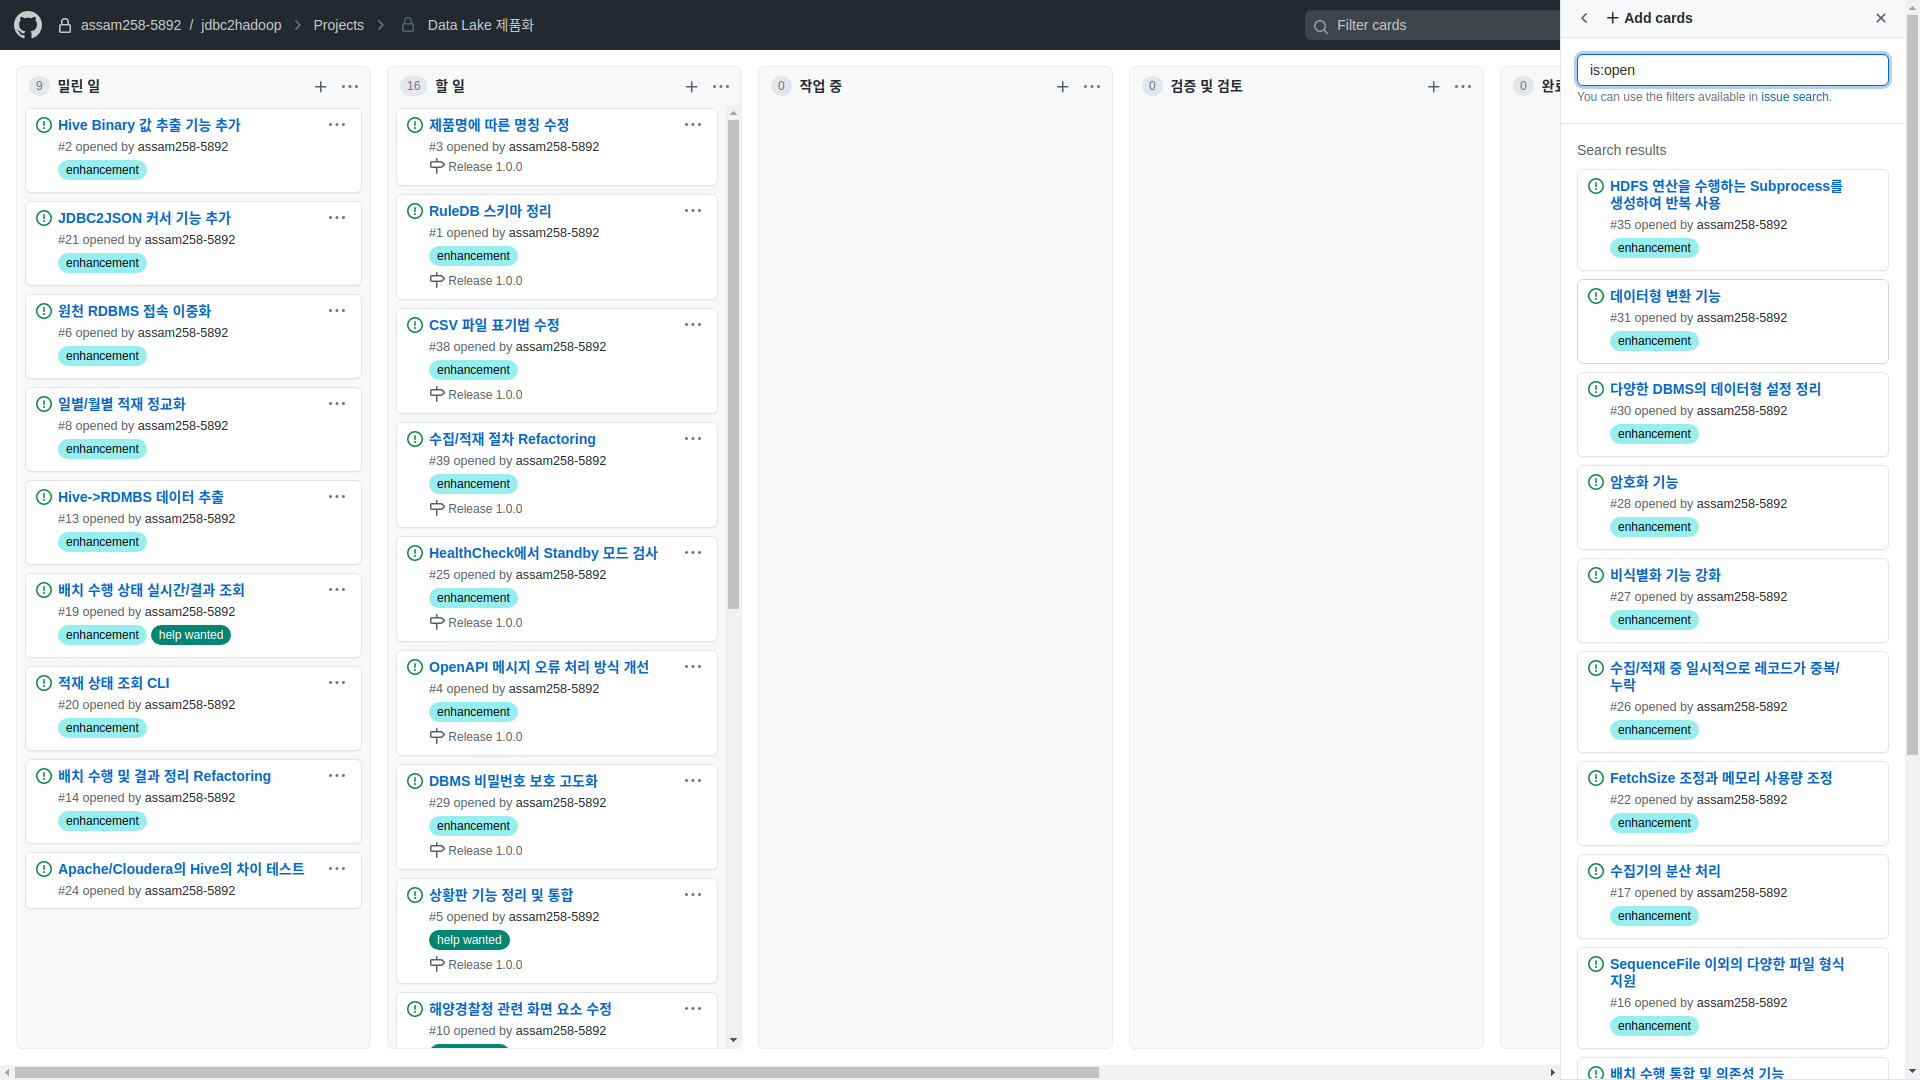 assam258-5892 / jdbc2hadoop Projects Data Lake 제품화
Filter cards
9 밀린 일
Hive Binary 값 추출 기능 추가
#2 opened by assam258-5892
enhancement
JDBC2JSON 커서 기능 추가
#21 opened by assam258-5892
enhancement
원천 RDBMS 접속 이중화
#6 opened by assam258-5892
enhancement
일별/월별 적재 정교화
#8 opened by assam258-5892
enhancement
Hive->RDMBS 데이터 추출
#13 opened by assam258-5892
enhancement
배치 수행 상태 실시간/결과 조회
#19 opened by assam258-5892
enhancement help wanted
적재 상태 조회 CLI
#20 opened by assam258-5892
enhancement
배치 수행 및 결과 정리 Refactoring
#14 opened by assam258-5892
enhancement
Apache/Cloudera의 Hive의 차이 테스트
#24 opened by assam258-5892
16 할 일
제품명에 따른 명칭 수정
#3 opened by assam258-5892
Release 1.0.0
RuleDB 스키마 정리
#1 opened by assam258-5892
enhancement
Release 1.0.0
CSV 파일 표기법 수정
#38 opened by assam258-5892
enhancement
Release 1.0.0
수집/적재 절차 Refactoring
#39 opened by assam258-5892
enhancement
Release 1.0.0
HealthCheck에서 Standby 모드 검사
#25 opened by assam258-5892
enhancement
Release 1.0.0
OpenAPI 메시지 오류 처리 방식 개선
#4 opened by assam258-5892
enhancement
Release 1.0.0
DBMS 비밀번호 보호 고도화
#29 opened by assam258-5892
enhancement
Release 1.0.0
상황판 기능 정리 및 통합
#5 opened by assam258-5892
help wanted
Release 1.0.0
해양경찰청 관련 화면 요소 수정
#10 opened by assam258-5892
0 작업 중
0 검증 및 검토
0 완료
Add cards
is:open
You can use the filters available in issue search.
Search results
HDFS 연산을 수행하는 Subprocess를
생성하여 반복 사용
#35 opened by assam258-5892
enhancement
데이터형 변환 기능
#31 opened by assam258-5892
enhancement
다양한 DBMS의 데이터형 설정 정리
#30 opened by assam258-5892
enhancement
암호화 기능
#28 opened by assam258-5892
enhancement
비식별화 기능 강화
#27 opened by assam258-5892
enhancement
수집/적재 중 일시적으로 레코드가 중복/
누락
#26 opened by assam258-5892
enhancement
FetchSize 조정과 메모리 사용량 조정
#22 opened by assam258-5892
enhancement
수집기의 분산 처리
#17 opened by assam258-5892
enhancement
SequenceFile 이외의 다양한 파일 형식
지원
#16 opened by assam258-5892
enhancement
배치 수행 통합 및 의존성 기능